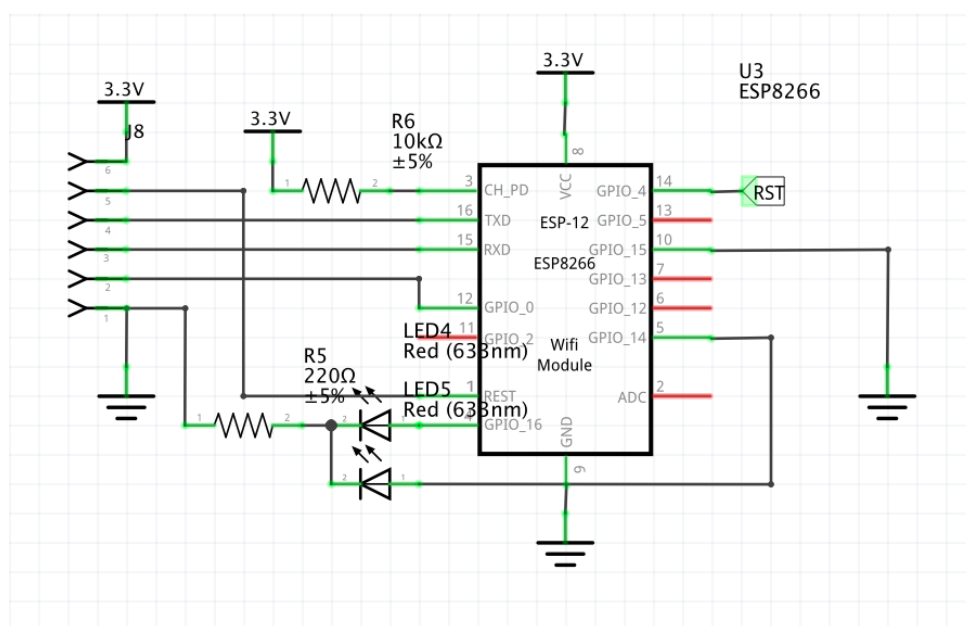 3.3V
U3
ESP8266
3.3V
J8
3.3V
R6
10kΩ
±5%
6
5
4
3
2
1
1
2
8
VCC
3
CH_PD
16
TXD
15
RXD
12
GPIO_0
11
GPIO_2
1
REST
4
GPIO_16
ESP-12
ESP8266
Wifi
Module
GPIO_4
14
RST
GPIO_5
13
GPIO_15
10
GPIO_13
7
GPIO_12
6
GPIO_14
5
ADC
2
GND
9
LED4
Red (633nm)
R5
220Ω
±5%
LED5
Red (633nm)
1
2
2
1
2
1